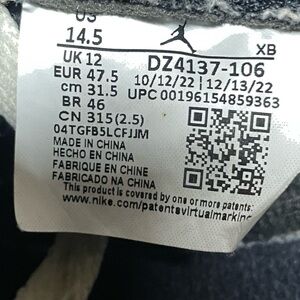 US
14.5
XB
UK 12
DZ4137-106
EUR 47.5
10/12/22 12/13/22
cm 31.5
UPC 00196154859363
BR 46
CN 315(2.5)
04TGFB5LCFJJM
MADE IN CHINA
HECHO EN CHINA
FABRIQUE EN CHINE
FABRICADO NA CHINA
This product is covered by one or more patents:
www.nike.com/patentsvirtualmarking